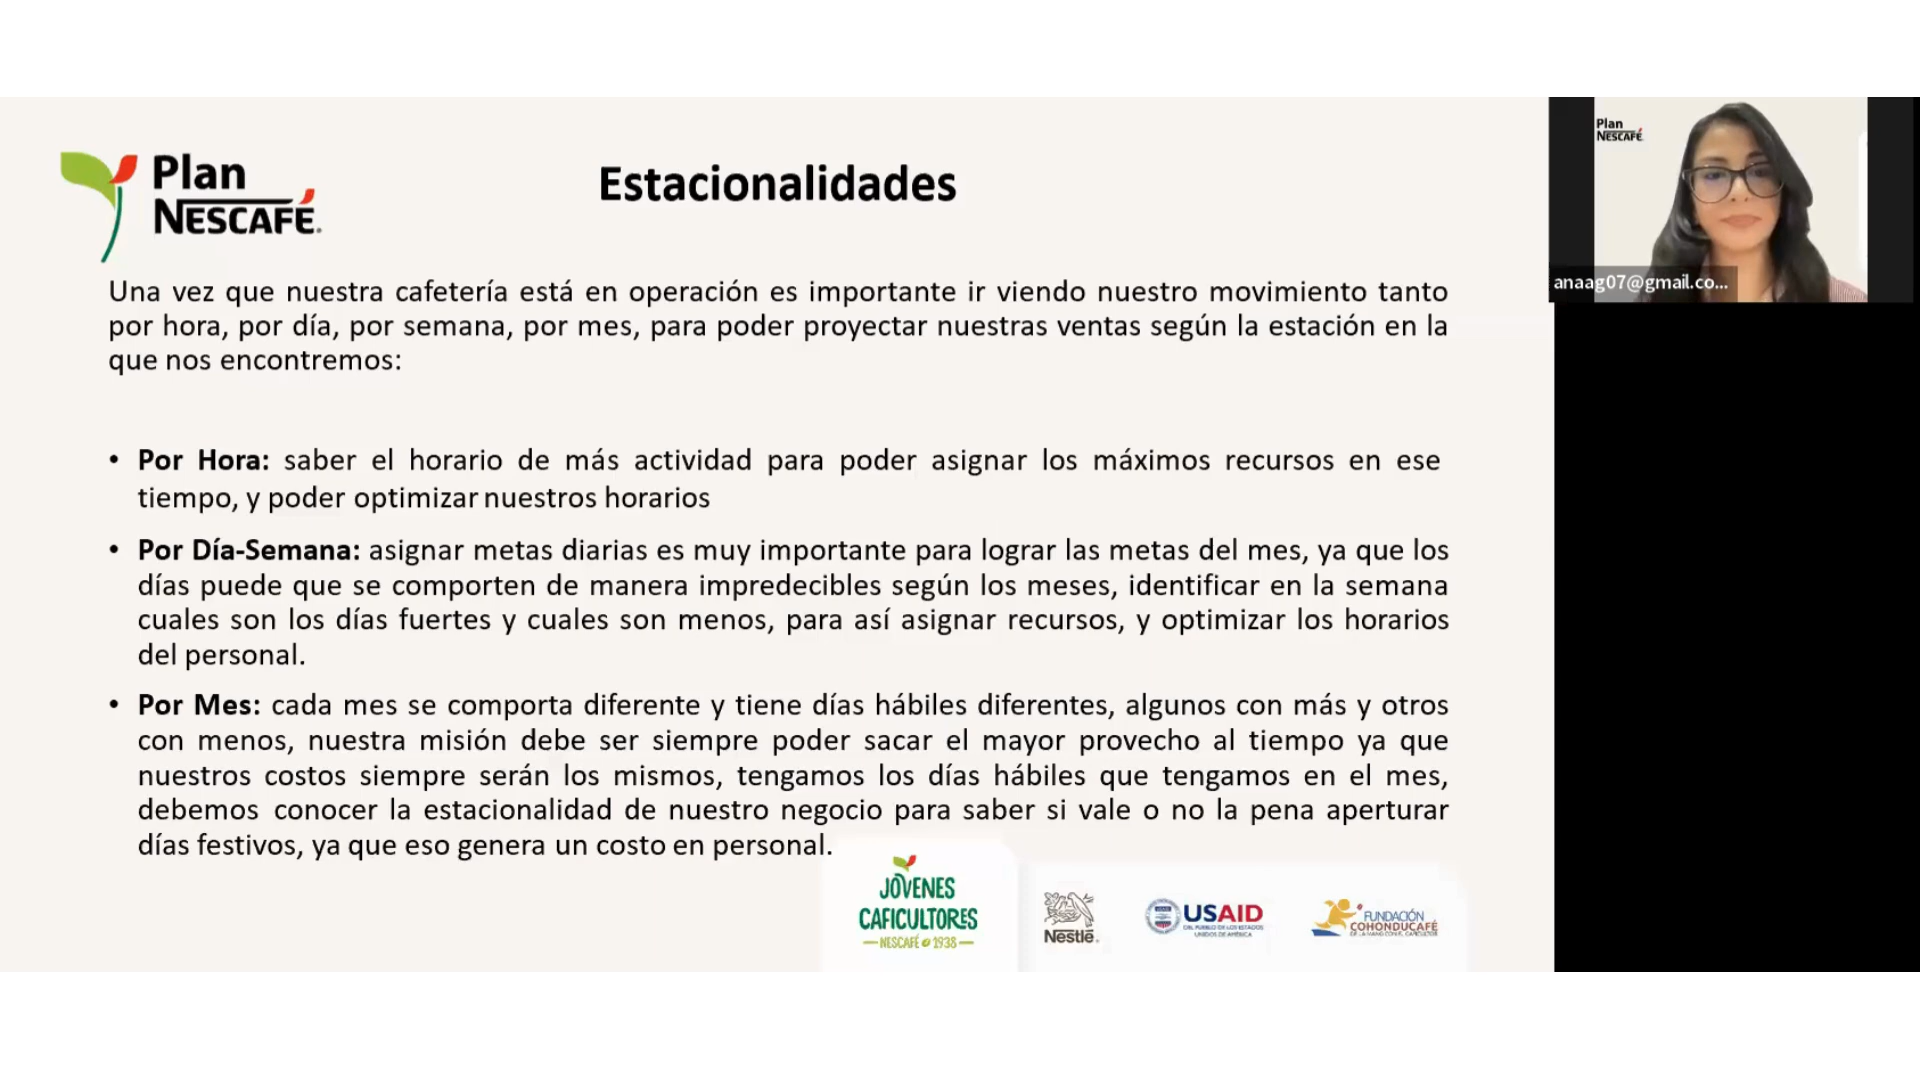 Plan
NESCAFÉ.
Estacionalidades
Plan
NESCAFÉ
anaag07@gmail.co...
Una vez que nuestra cafetería está en operación es importante ir viendo nuestro movimiento tanto
por hora, por día, por semana, por mes, para poder proyectar nuestras ventas según la estación en la
que nos encontremos:
• Por Hora: saber el horario de más actividad para poder asignar los máximos recursos en ese
tiempo, y poder optimizar nuestros horarios
• Por Día-Semana: asignar metas diarias es muy importante para lograr las metas del mes, ya que los
días puede que se comporten de manera impredecibles según los meses, identificar en la semana
cuales son los días fuertes y cuales son menos, para así asignar recursos, y optimizar los horarios
del personal.
• Por Mes: cada mes se comporta diferente y tiene días hábiles diferentes, algunos con más y otros
con menos, nuestra misión debe ser siempre poder sacar el mayor provecho al tiempo ya que
nuestros costos siempre serán los mismos, tengamos los días hábiles que tengamos en el mes,
debemos conocer la estacionalidad de nuestro negocio para saber si vale o no la pena aperturar
días festivos, ya que eso genera un costo en personal.
JÓVENES
CAFICULTORES
NESCAFÉ 1938
Nestlé
USAID
DEL PUEBLO DE LOS ESTADOS
UNIDOS DE AMÉRICA
FUNDACIÓN
COHONDUCAFÉ
DE LA MANO CON EL CAFICULTOR